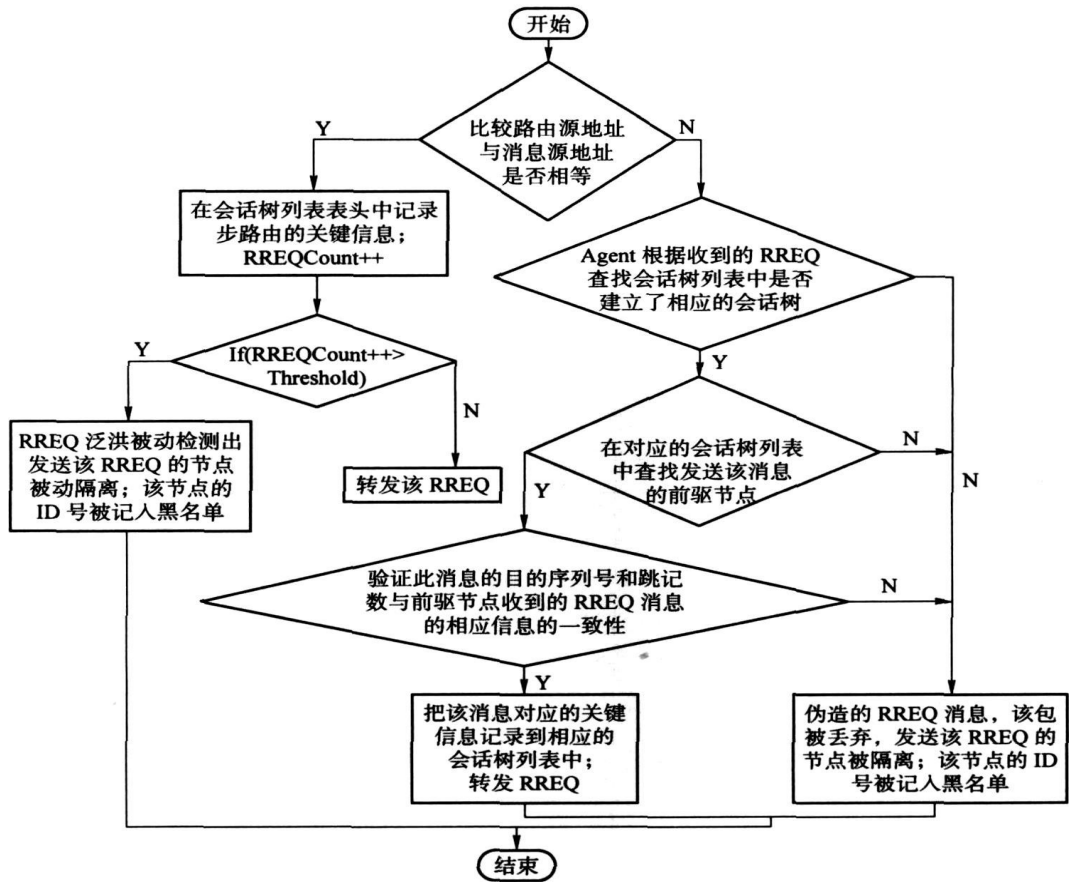 开始
比较路由源地址
与消息源地址
是否相等
Y
N
在会话树列表表头中记录
步路由的关键信息；
RREQCount++
Agent 根据收到的 RREQ
查找会话树列表中是否
建立了相应的会话树
If(RREQCount++>
Threshold)
Y
N
Y
N
RREQ 泛洪被动检测出
发送该 RREQ 的节点
被动隔离；该节点的
ID 号被记人黑名单
转发该 RREQ
在对应的会话树列表
中查找发送该消息
的前驱节点
N
Y
验证此消息的目的序列号和跳记
数与前驱节点收到的 RREQ 消息
的相应信息的一致性
N
Y
把该消息对应的关键
信息记录到相应的
会话树列表中；
转发 RREQ
伪造的 RREQ 消息，该包
被丢弃，发送该 RREQ 的
节点被隔离；该节点的 ID
号被记人黑名单
结束